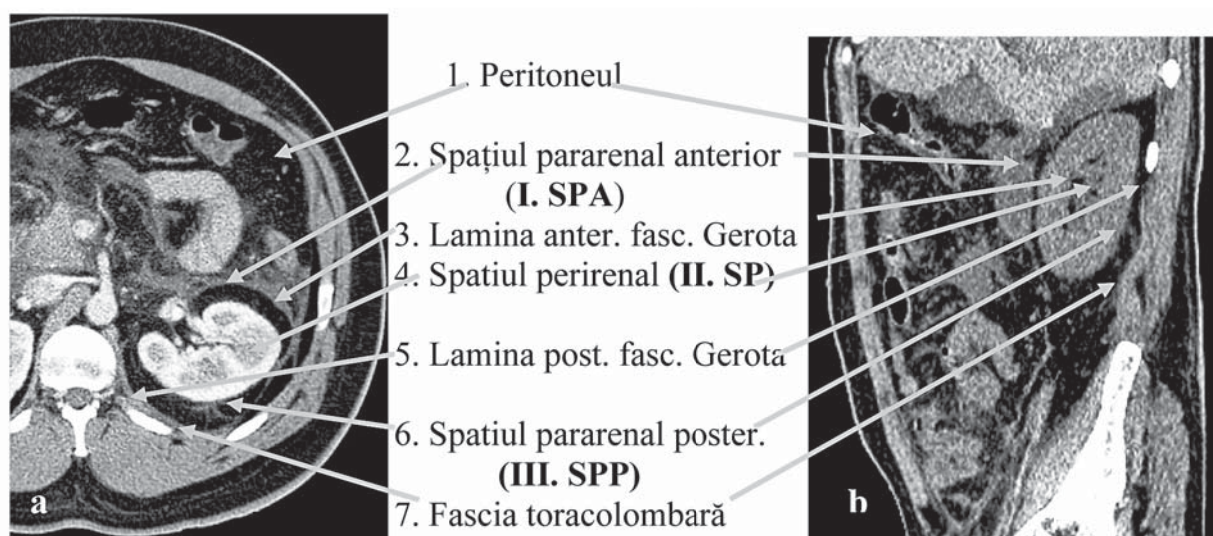 1. Peritoneul
2. Spațiul pararenal anterior
(I. SPA)
3. Lamina anter. fasc. Gerota
4. Spatiul perirenal (II. SP)
5. Lamina post. fasc. Gerota
6. Spatiul pararenal poster.
(III. SPP)
7. Fascia toracolombară
a
b